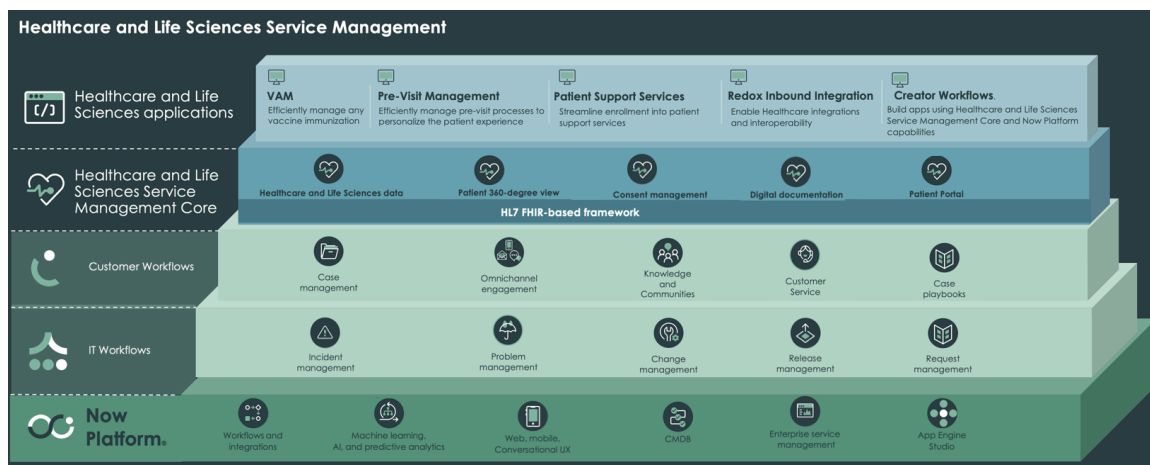 Healthcare and Life Sciences Service Management
Healthcare and Life
Sciences applications
VAM
Efficiently manage any
vaccine immunization
Pre-Visit Management
Efficiently manage pre-visit processes to
personalize the patient experience
Patient Support Services
Streamline enrollment into patient
support services
Redox Inbound Integration
Enable Healthcare integrations
and interoperability
Creator Workflows.
Build apps using Healthcare and Life Sciences
Service Management Core and Now Platform
capabilities
Healthcare and Life
Sciences Service
Management Core
Healthcare and Life Sciences data
Patient 360-degree view
Consent management
Digital documentation
Patient Portal
HL7 FHIR-based framework
Customer Workflows
Case
management
Omnichannel
engagement
Knowledge
and
Communities
Customer
Service
Case
playbooks
IT Workflows
Incident
management
Problem
management
Change
management
Release
management
Request
management
Now
Platform®
Workflows and
integrations
Machine learning,
AI, and predictive analytics
Web, mobile,
Conversational UX
CMDB
Enterprise service
management
App Engine
Studio